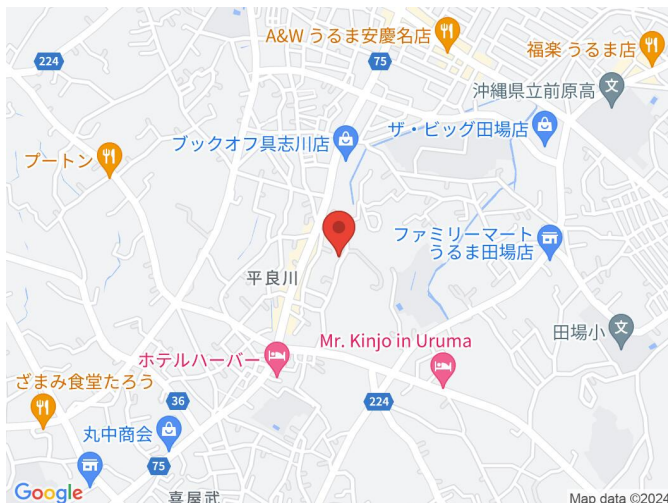 224
A&W うるま安慶名店
75
福楽 うるま店
沖縄県立前原高
ブックオフ具志川店
ザ・ビッグ田場店
プートン
ファミリーマート
うるま田場店
平良川
田場小
Mr. Kinjo in Uruma
ホテルハーバー
ざまみ食堂たろう
36
224
丸中商会
75
喜屋武
Google
Map data ©2024